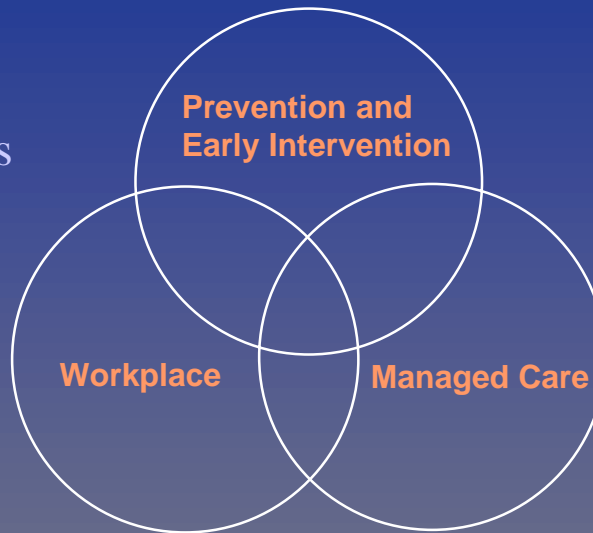 Prevention and
Early Intervention
s
Workplace
Managed Care